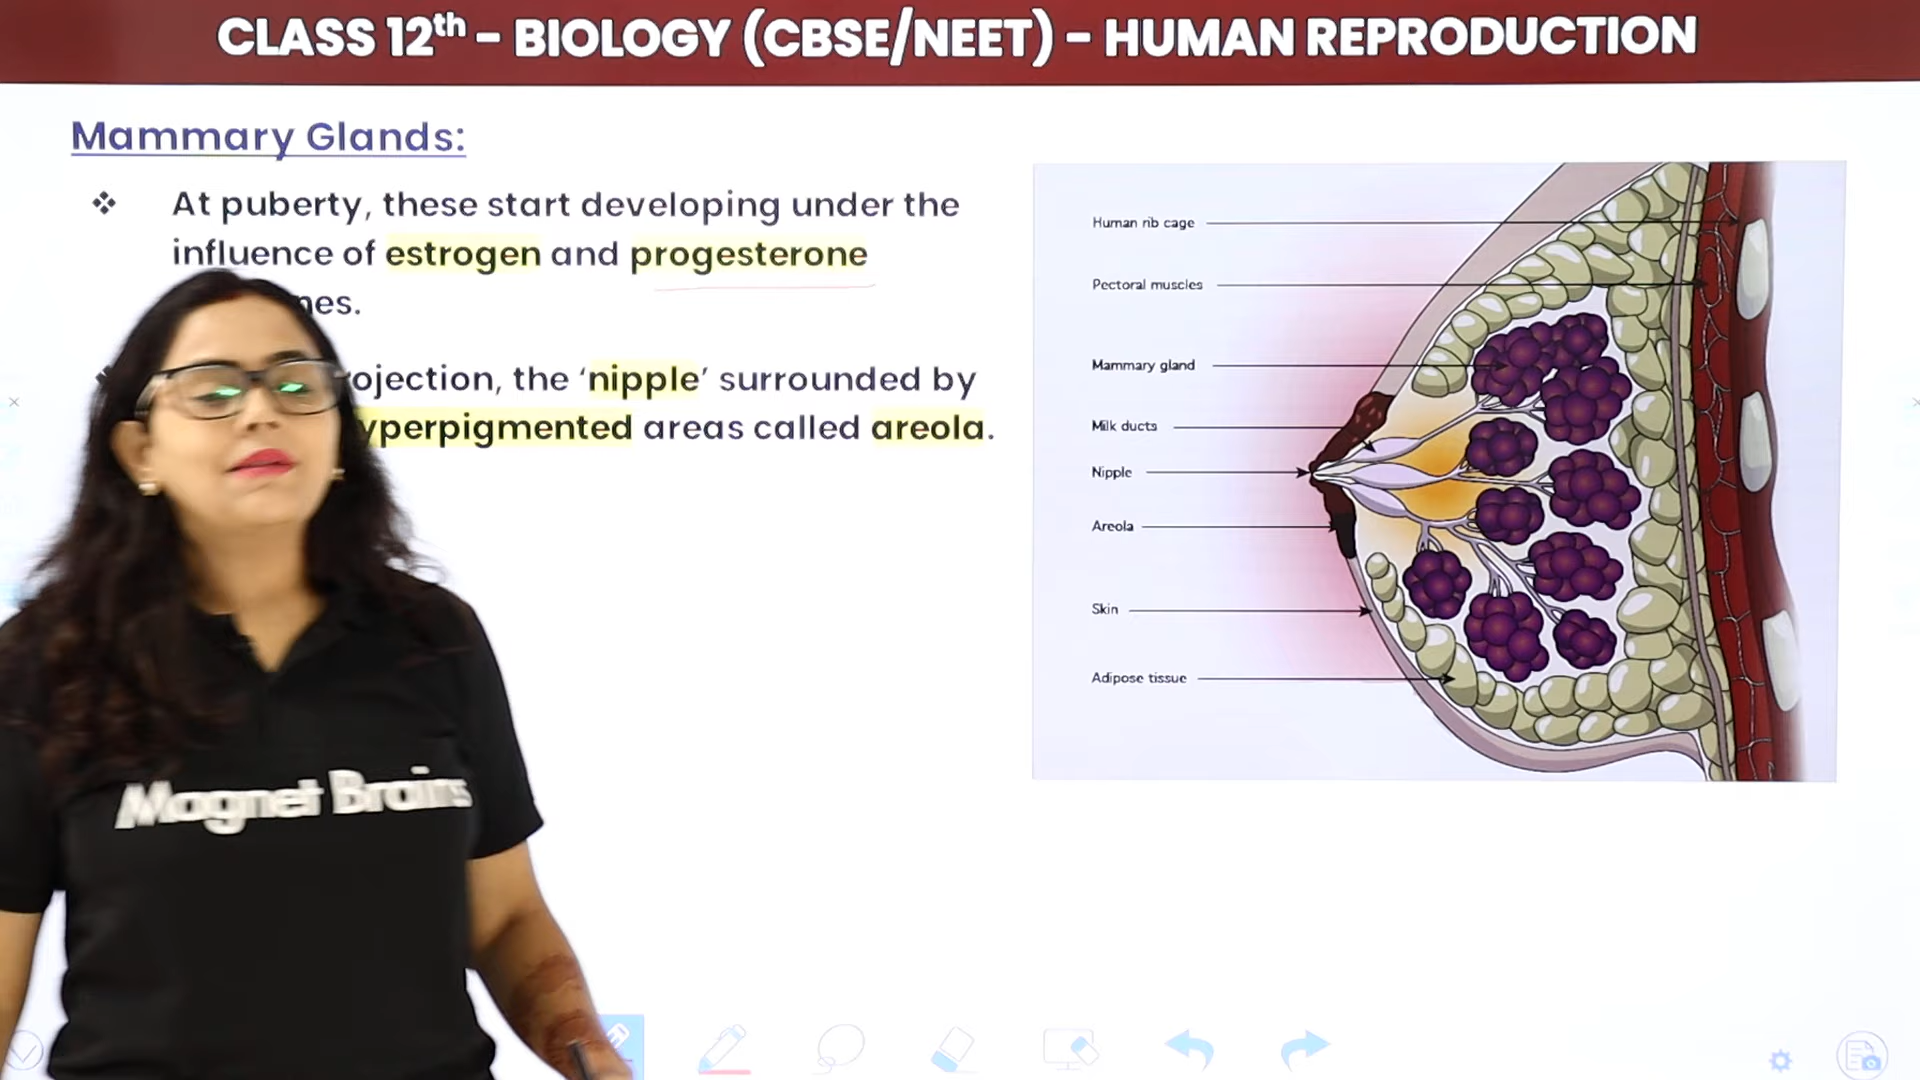 CLASS 12th - BIOLOGY (CBSE/NEET) - HUMAN REPRODUCTION
Mammary Glands:
❖ At puberty, these start developing under the
influence of estrogen and progesterone
nes.
ojection, the ‘nipple’ surrounded by
yperpigmented areas called areola.
Human rib cage
Pectoral muscles
Mammary gland
Milk ducts
Nipple
Areola
Skin
Adipose tissue
Magnet Brains